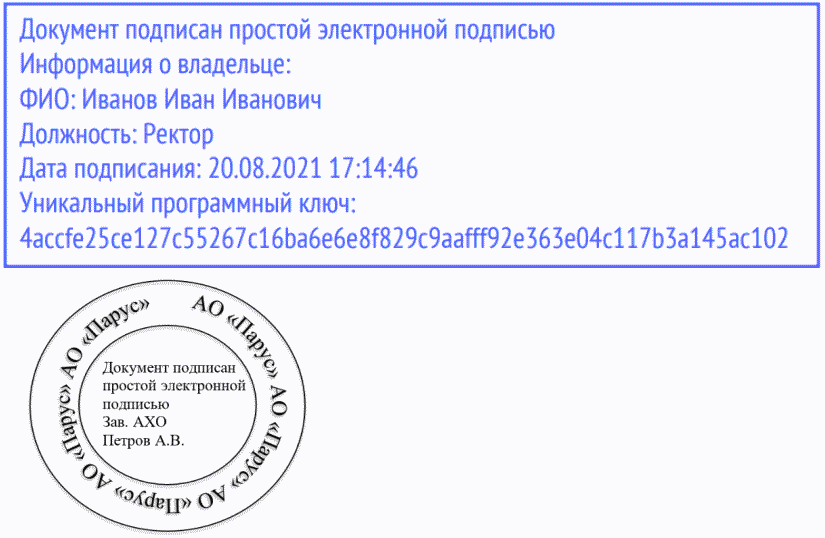 Документ подписан простой электронной подписью
Информация о владельце:
ФИО: Иванов Иван Иванович
Должность: Ректор
Дата подписания: 20.08.2021 17:14:46
Уникальный программный ключ:
4accfe25ce127c55267c16ba6e6e8f829c9aafff92e363e04c117b3a145ac102
АО «Парус» АО «Парус» АО «Парус» АО «Парус» АО «Парус» АО «Парус»
Документ подписан
простой электронной
подписью
Зав. АХО
Петров А.В.